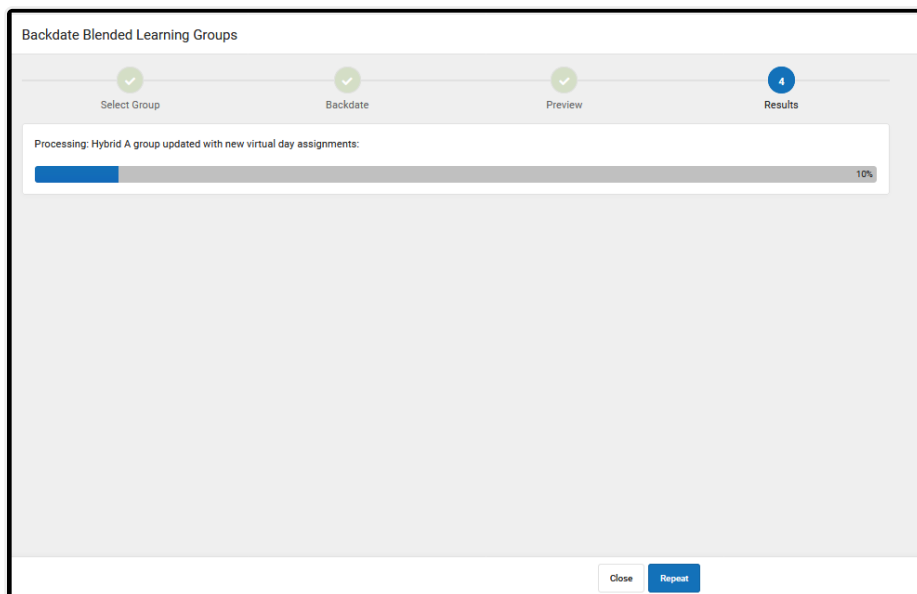 Backdate Blended Learning Groups
4
Select Group Backdate Preview Results
Processing: Hybrid A group updated with new virtual day assignments:
10%
Close Repeat